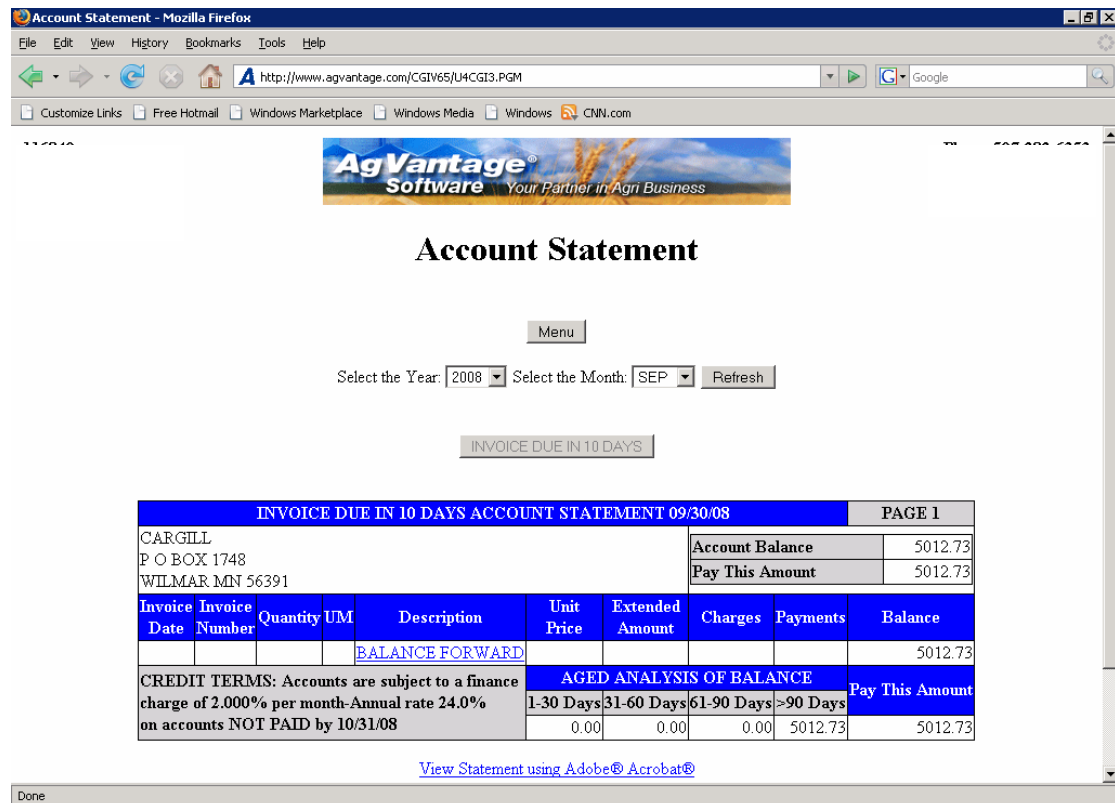 Account Statement - Mozilla Firefox
File Edit View History Bookmarks Tools Help
http://www.agvantage.com/CGIV65/U4CGI3.PGM
G Google
Customize Links Free Hotmail Windows Marketplace Windows Media Windows CNN.com
AgVantage®
Software Your Partner in Agri Business
Account Statement
Menu
Select the Year: 2008 Select the Month: SEP Refresh
INVOICE DUE IN 10 DAYS
INVOICE DUE IN 10 DAYS ACCOUNT STATEMENT 09/30/08 PAGE 1
CARGILL
P O BOX 1748
WILMAR MN 56391
Account Balance 5012.73
Pay This Amount 5012.73
Invoice Date Invoice Number Quantity UM Description Unit Price Extended Amount Charges Payments Balance
BALANCE FORWARD 5012.73
CREDIT TERMS: Accounts are subject to a finance
charge of 2.000% per month-Annual rate 24.0%
on accounts NOT PAID by 10/31/08
AGED ANALYSIS OF BALANCE Pay This Amount
1-30 Days 31-60 Days 61-90 Days >90 Days
0.00 0.00 0.00 5012.73 5012.73
View Statement using Adobe® Acrobat®
Done